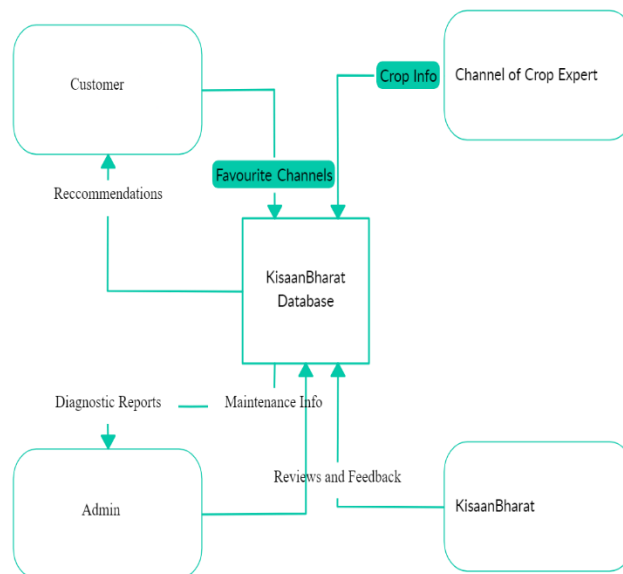 Customer
Crop Info
Channel of Crop Expert
Favourite Channels
Reccommendations
KisaanBharat
Database
Diagnostic Reports
Maintenance Info
Reviews and Feedback
Admin
KisaanBharat